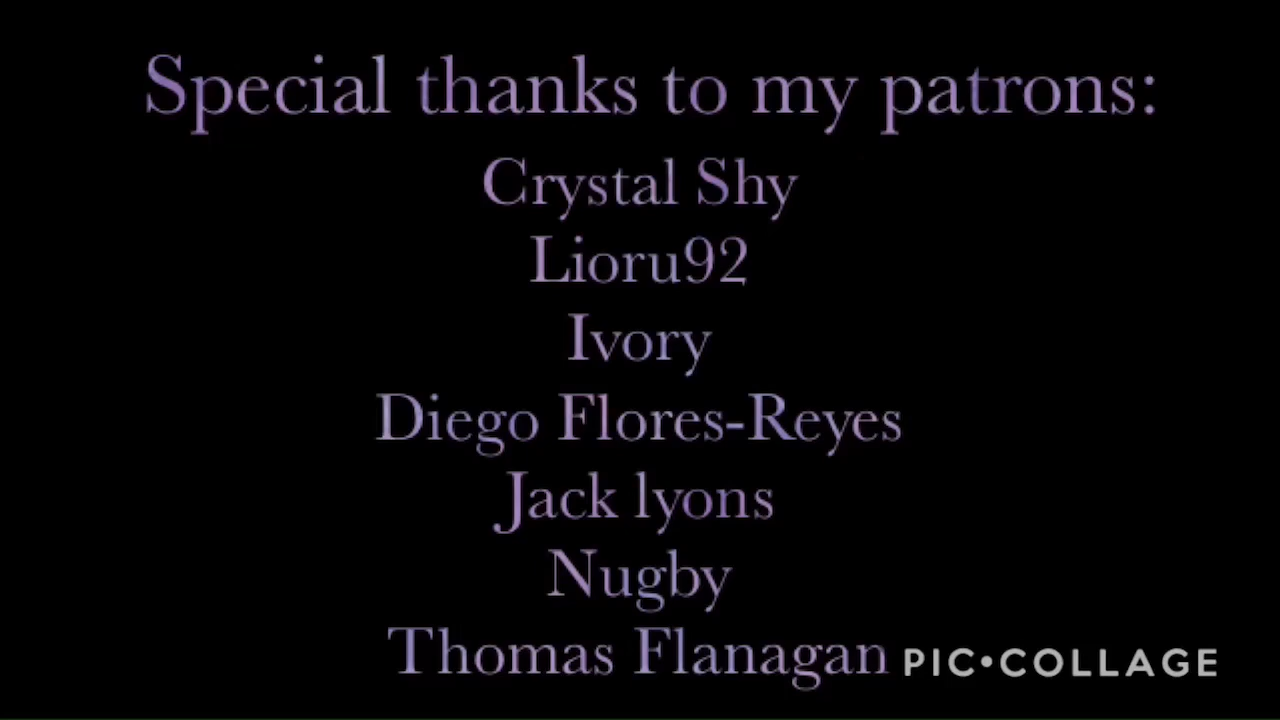 Special thanks to my patrons:
Crystal Shy
Lioru92
Ivory
Diego Flores-Reyes
Jack lyons
Nugby
Thomas Flanagan
PIC•COLLAGE